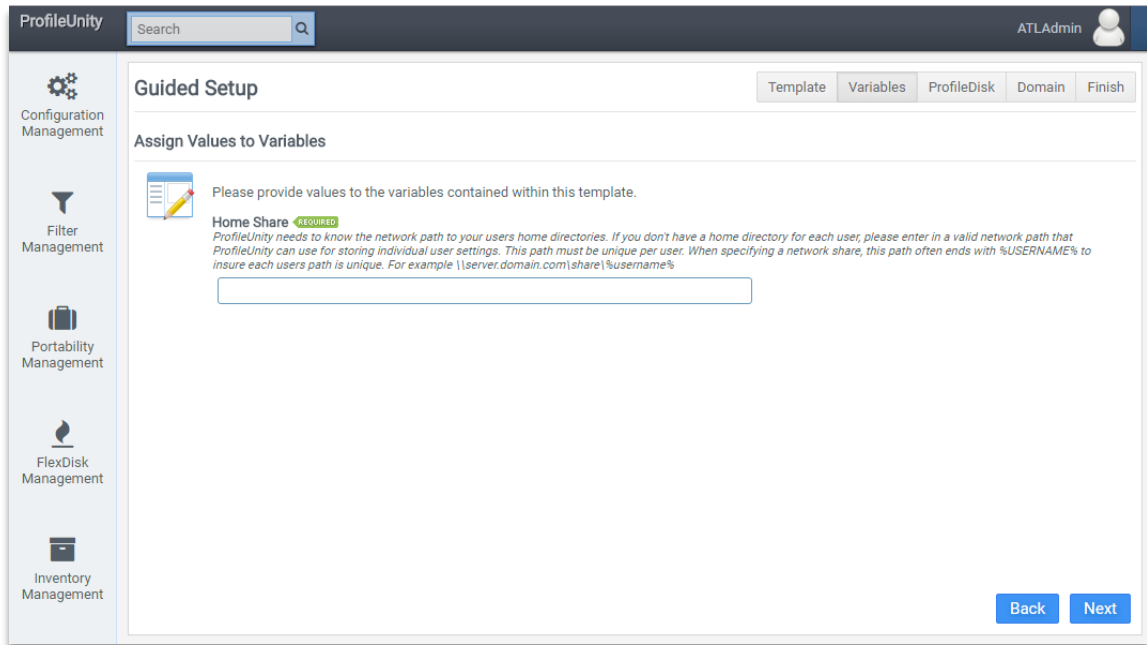 ProfileUnity
Search
ATLAdmin
Configuration
Management
Filter
Management
Portability
Management
FlexDisk
Management
Inventory
Management
Guided Setup
Template
Variables
ProfileDisk
Domain
Finish
Assign Values to Variables
Please provide values to the variables contained within this template.
Home Share REQUIRED
ProfileUnity needs to know the network path to your users home directories. If you don't have a home directory for each user, please enter in a valid network path that
ProfileUnity can use for storing individual user settings. This path must be unique per user. When specifying a network share, this path often ends with %USERNAME% to
insure each users path is unique. For example \\server.domain.com\share\%username%
Back
Next